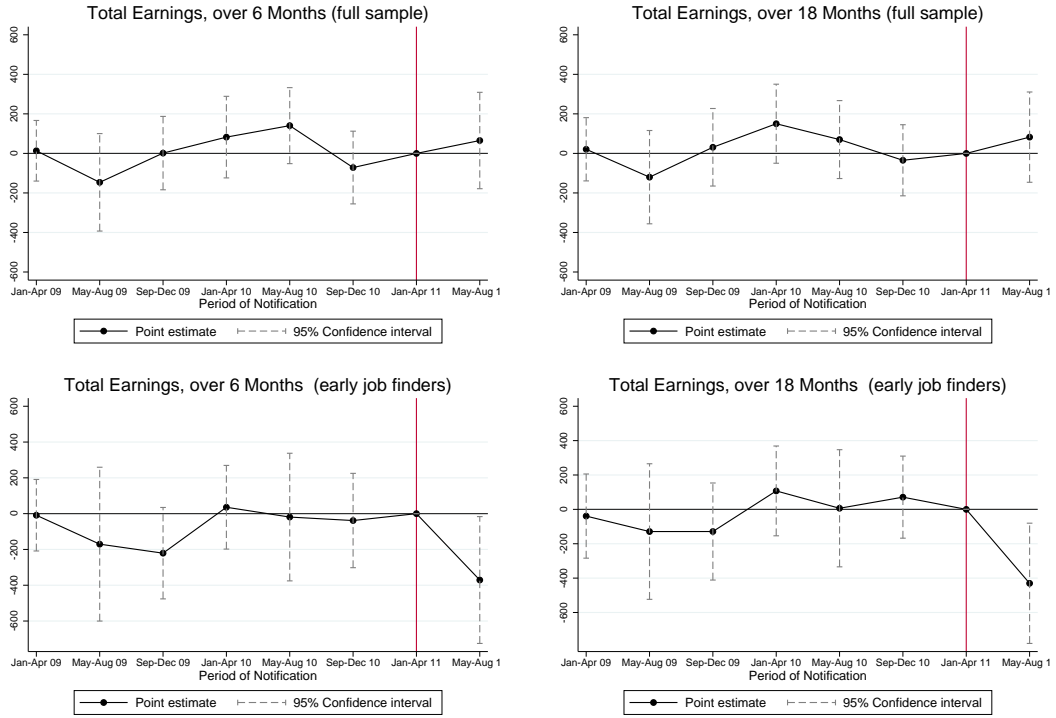 Total Earnings, over 6 Months (full sample)
600
400
200
0
-200
-400
-600
Jan-Apr 09 May-Aug 09 Sep-Dec 09 Jan-Apr 10 May-Aug 10 Sep-Dec 10 Jan-Apr 11 May-Aug 1
Period of Notification
Point estimate 95% Confidence interval
Total Earnings, over 18 Months (full sample)
600
400
200
0
-200
-400
-600
Jan-Apr 09 May-Aug 09 Sep-Dec 09 Jan-Apr 10 May-Aug 10 Sep-Dec 10 Jan-Apr 11 May-Aug 1
Period of Notification
Point estimate 95% Confidence interval
Total Earnings, over 6 Months (early job finders)
600
400
200
0
-200
-400
-600
Jan-Apr 09 May-Aug 09 Sep-Dec 09 Jan-Apr 10 May-Aug 10 Sep-Dec 10 Jan-Apr 11 May-Aug 1
Period of Notification
Point estimate 95% Confidence interval
Total Earnings, over 18 Months (early job finders)
600
400
200
0
-200
-400
-600
Jan-Apr 09 May-Aug 09 Sep-Dec 09 Jan-Apr 10 May-Aug 10 Sep-Dec 10 Jan-Apr 11 May-Aug 1
Period of Notification
Point estimate 95% Confidence interval